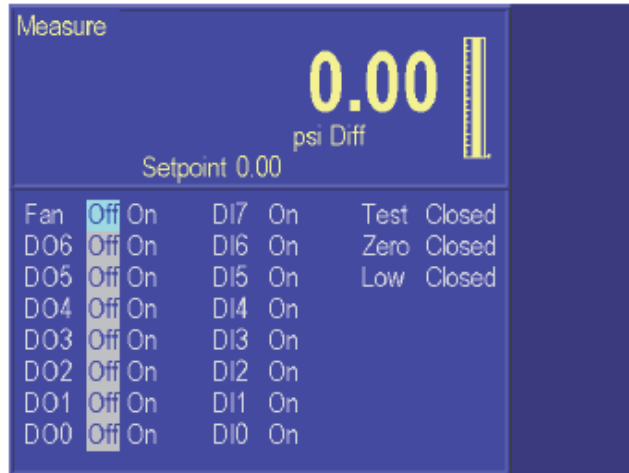 Measure
0.00
psi Diff
Setpoint 0.00
Fan Off On DI7 On Test Closed
DO6 Off On DI6 On Zero Closed
DO5 Off On DI5 On Low Closed
DO4 Off On DI4 On
DO3 Off On DI3 On
DO2 Off On DI2 On
DO1 Off On DI1 On
DO0 Off On DI0 On